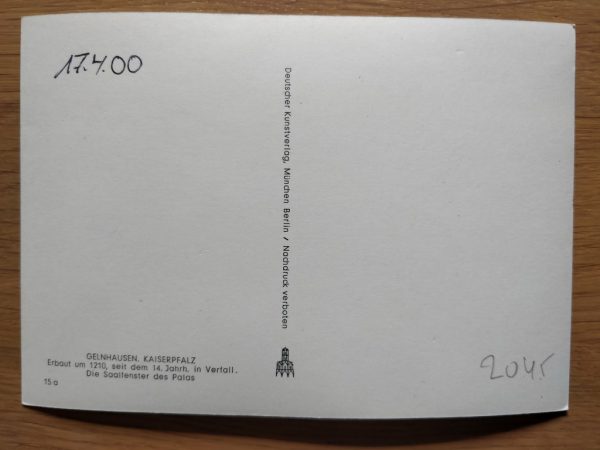 17.4.00
Deutscher Kunstverlag, München Berlin / Nachdruck verboten
GELNHAUSEN. KAISERPFALZ
Erbaut um 1210, seit dem 14. Jahrh. in Verfall.
Die Saalfenster des Palas
15 a